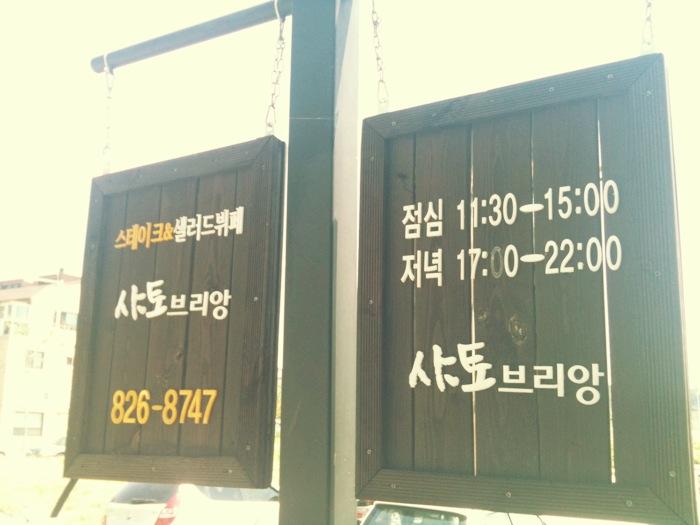 스테이크&샐러드뷔페
샤토브리앙
826-8747
점심 11:30-15:00
저녁 17:00-22:00
샤토브리앙